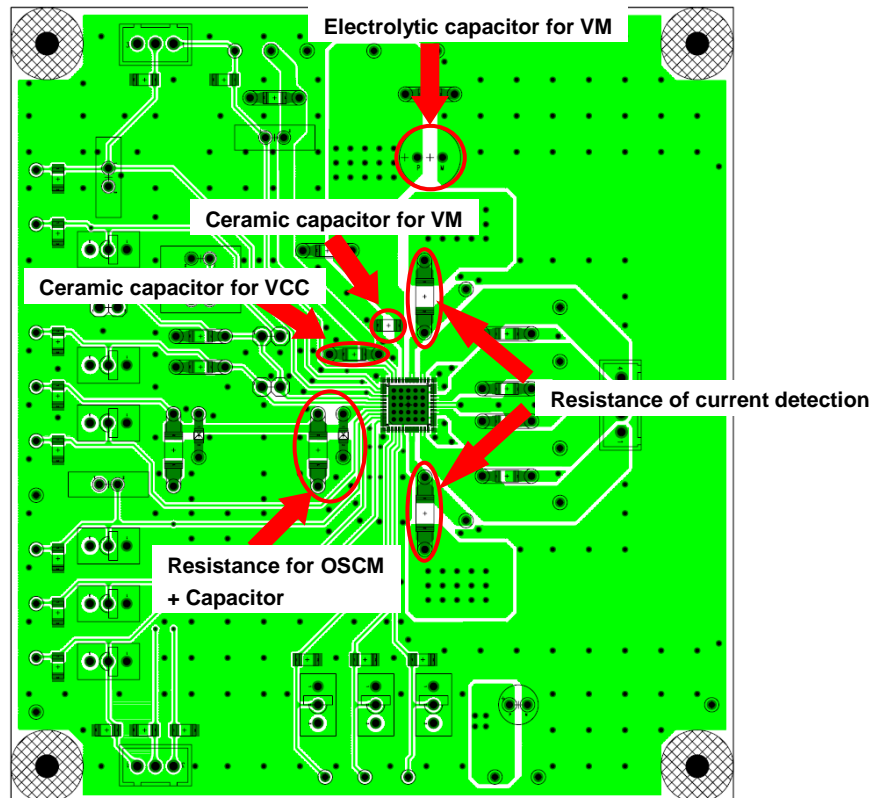 Electrolytic capacitor for VM
Ceramic capacitor for VM
Ceramic capacitor for VCC
Resistance of current detection
Resistance for OSCM
+ Capacitor